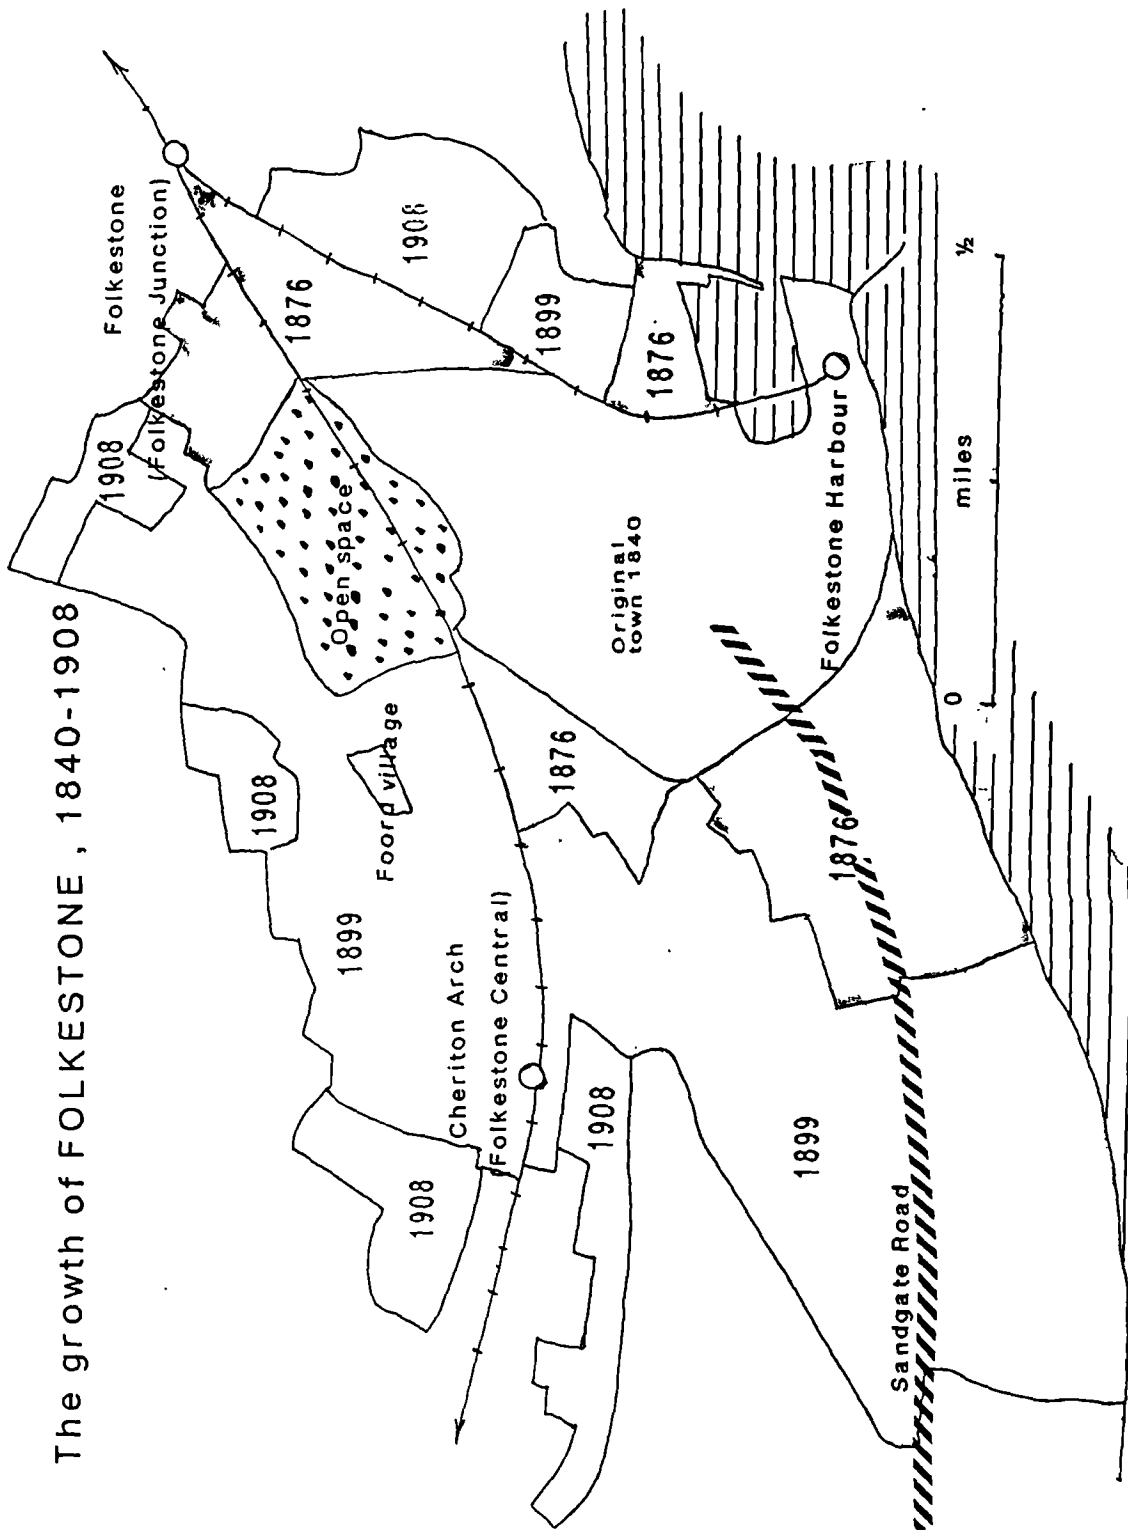 The growth of FOLKESTONE, 1840-1908
Folkestone
(Folkestone Junction)
1908
1876
1908
Open space
1899
1876
1908
Foord village
1899
Original
town 1840
1876
Cheriton Arch
(Folkestone Central)
1908
1908
Folkestone Harbour
1876
1899
Sandgate Road
0
½
miles